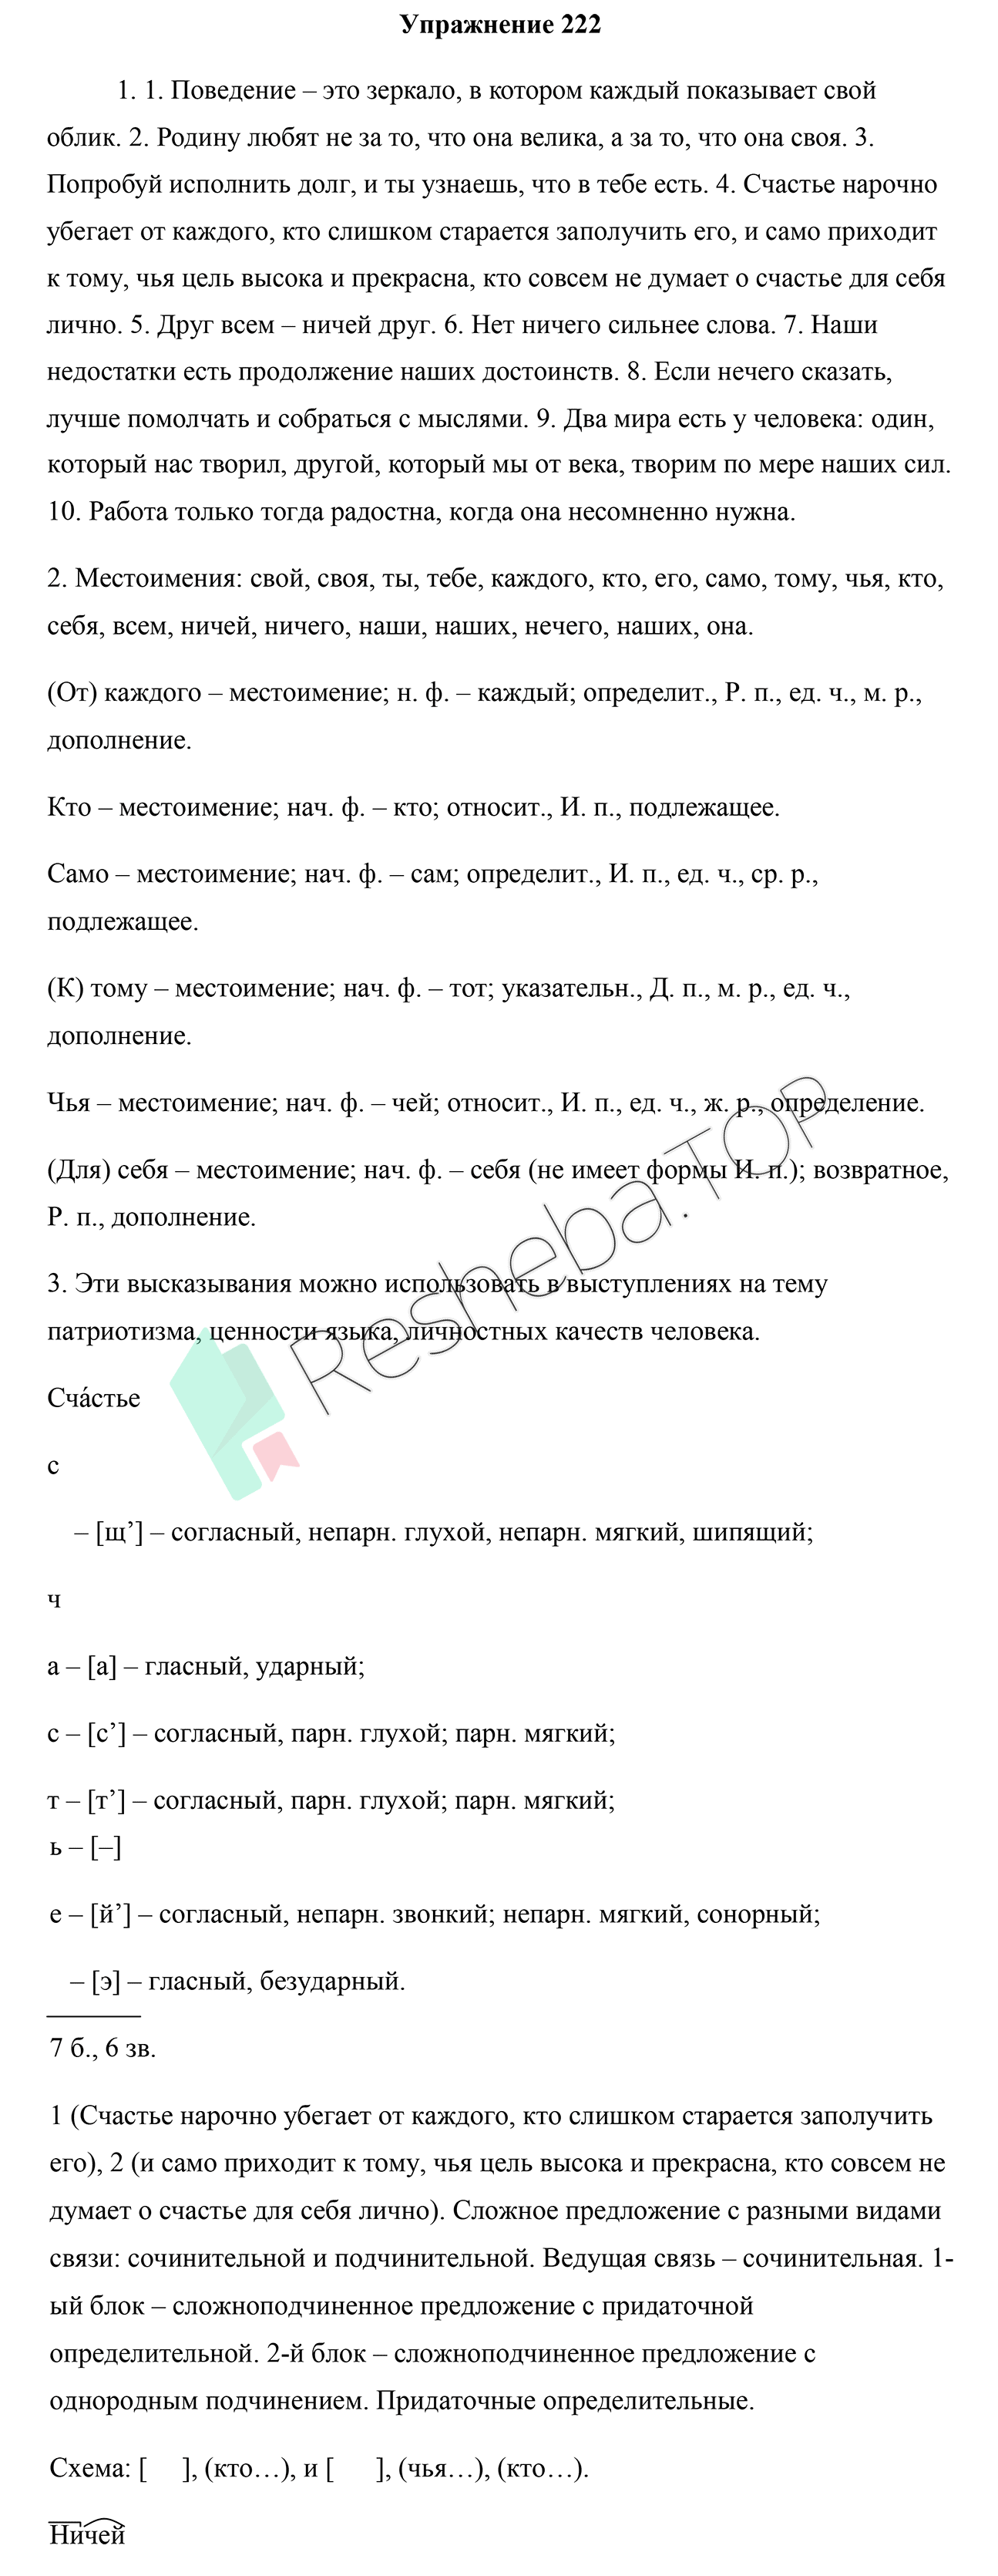 Упражнение 222
1. 1. Поведение – это зеркало, в котором каждый показывает свой
облик. 2. Родину любят не за то, что она велика, а за то, что она своя. 3.
Попробуй исполнить долг, и ты узнаешь, что в тебе есть. 4. Счастье нарочно
убегает от каждого, кто слишком старается заполучить его, и само приходит
к тому, чья цель высока и прекрасна, кто совсем не думает о счастье для себя
лично. 5. Друг всем – ничей друг. 6. Нет ничего сильнее слова. 7. Наши
недостатки есть продолжение наших достоинств. 8. Если нечего сказать,
лучше помолчать и собраться с мыслями. 9. Два мира есть у человека: один,
который нас творил, другой, который мы от века, творим по мере наших сил.
10. Работа только тогда радостна, когда она несомненно нужна.
2. Местоимения: свой, своя, ты, тебе, каждого, кто, его, само, тому, чья, кто,
себя, всем, ничей, ничего, наши, наших, нечего, наших, она.
(От) каждого – местоимение; н. ф. – каждый; определит., Р. п., ед. ч., м. р.,
дополнение.
Кто – местоимение; нач. ф. – кто; относит., И. п., подлежащее.
Само – местоимение; нач. ф. – сам; определит., И. п., ед. ч., ср. р.,
подлежащее.
(К) тому – местоимение; нач. ф. – тот; указательн., Д. п., м. р., ед. ч.,
дополнение.
Чья – местоимение; нач. ф. – чей; относит., И. п., ед. ч., ж. р., определение.
(Для) себя – местоимение; нач. ф. – себя (не имеет формы И. п.); возвратное,
Р. п., дополнение.
3. Эти высказывания можно использовать в выступлениях на тему
патриотизма, ценности языка, личностных качеств человека.
Resheba.TOP
Сча́стье
с
– [щ’] – согласный, непарн. глухой, непарн. мягкий, шипящий;
ч
а – [а] – гласный, ударный;
с – [с’] – согласный, парн. глухой; парн. мягкий;
т – [т’] – согласный, парн. глухой; парн. мягкий;
ь – [–]
е – [й’] – согласный, непарн. звонкий; непарн. мягкий, сонорный;
– [э] – гласный, безударный.
7 б., 6 зв.
1 (Счастье нарочно убегает от каждого, кто слишком старается заполучить
его), 2 (и само приходит к тому, чья цель высока и прекрасна, кто совсем не
думает о счастье для себя лично). Сложное предложение с разными видами
связи: сочинительной и подчинительной. Ведущая связь – сочинительная. 1-
ый блок – сложноподчиненное предложение с придаточной
определительной. 2-й блок – сложноподчиненное предложение с
однородным подчинением. Придаточные определительные.
Схема: [ ], (кто…), и [ ], (чья…), (кто…).
Ничей